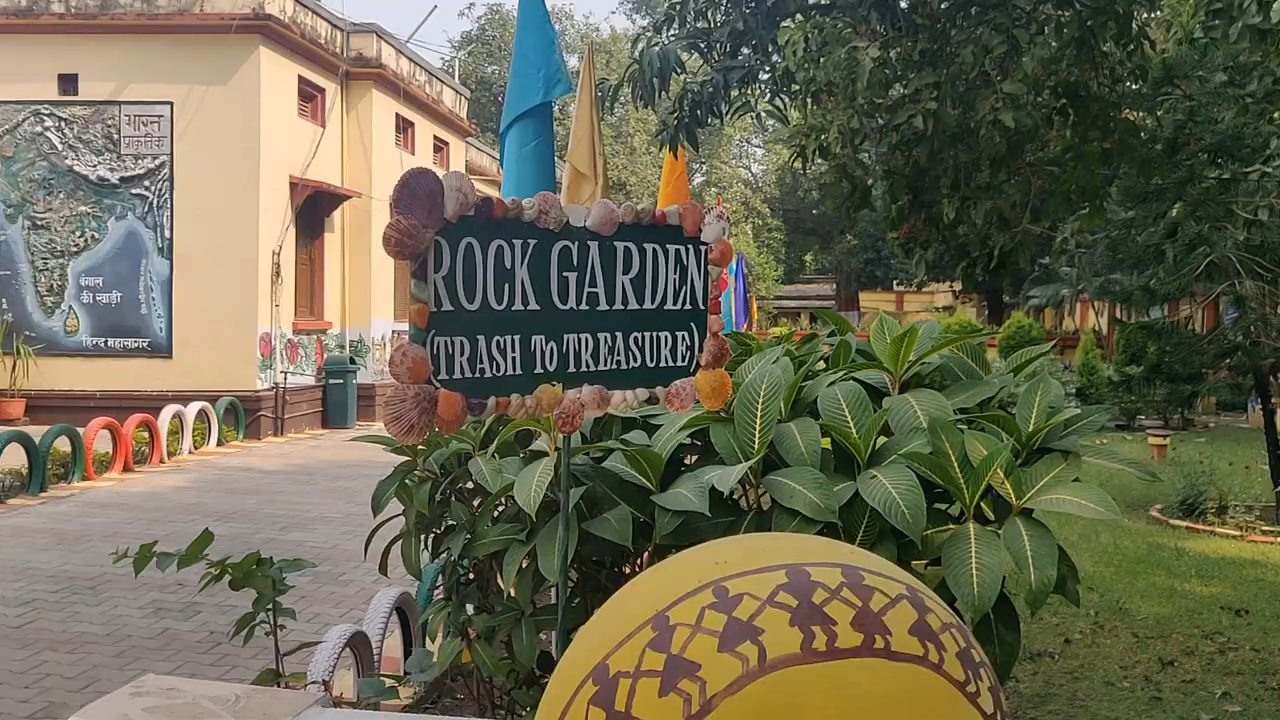 भारत
प्राकृतिक
बंगाल
की खाड़ी
हिन्द महासागर
ROCK GARDEN
(TRASH To TREASURE)